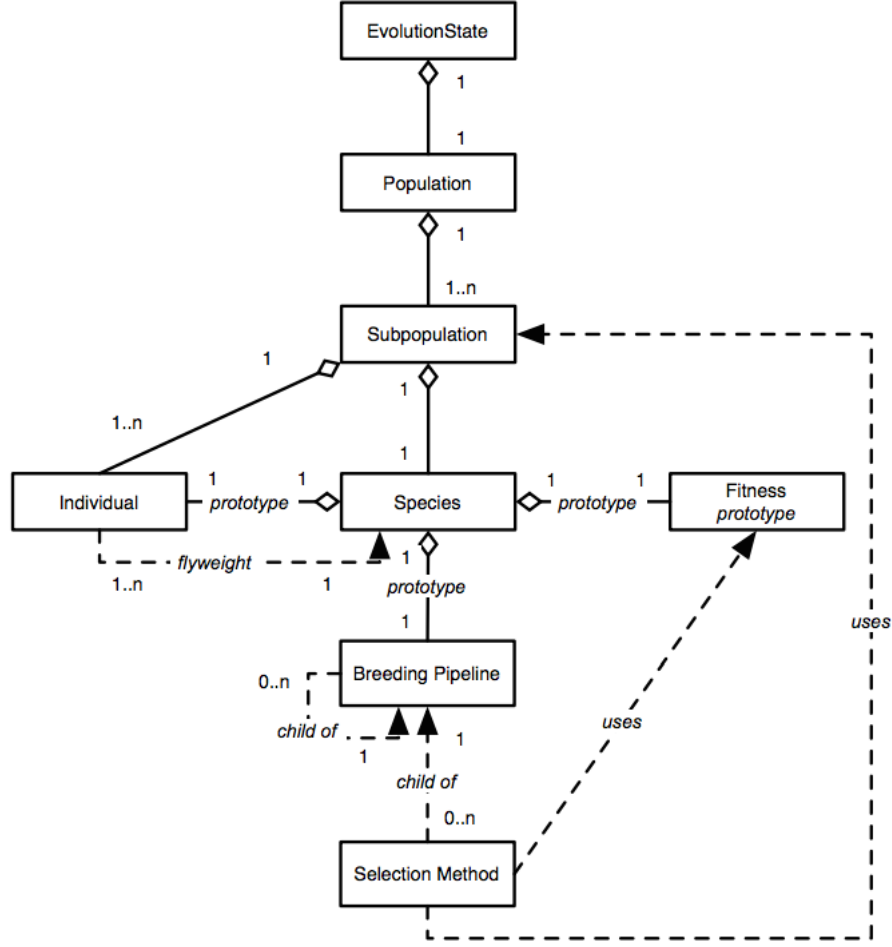 EvolutionState
1
1
Population
1
1..n
Subpopulation
1
1
1..n
1
Individual
1
prototype
1
Species
1
prototype
1
Fitness
prototype
flyweight
1..n
1
1
prototype
1
Breeding Pipeline
0..n
child of
1
1
child of
0..n
uses
uses
Selection Method